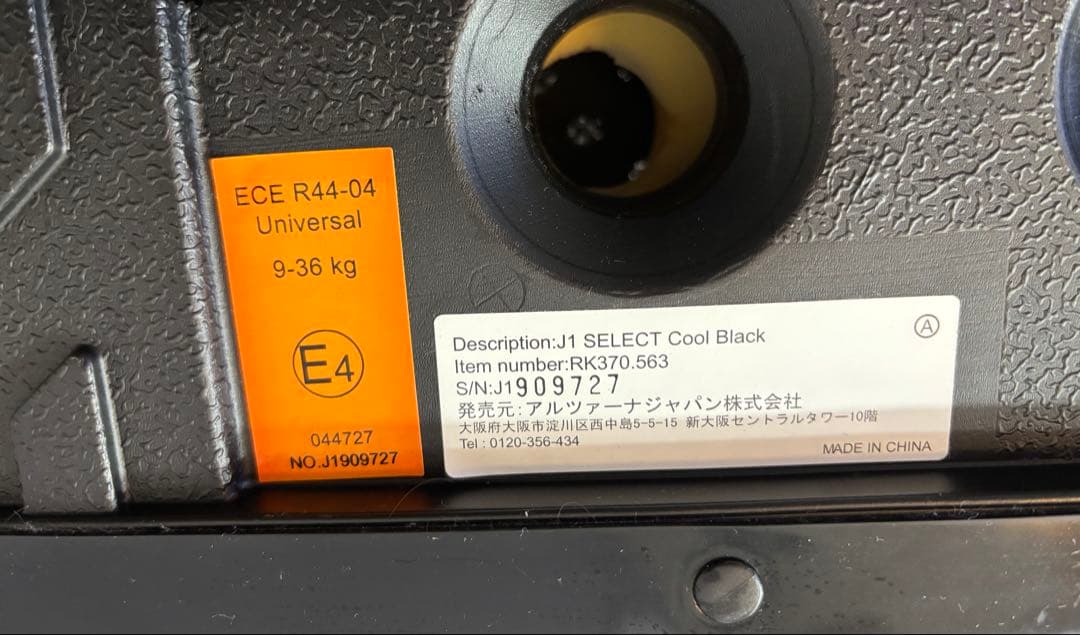 ECE R44-04
Universal
9-36 kg
E4
044727
NO.J1909727
Description:J1 SELECT Cool Black
Ⓐ
Item number:RK370.563
S/N:J1909727
発売元:アルツァーナジャパン株式会社
大阪府大阪市淀川区西中島5-5-15 新大阪セントラルタワー10階
Tel : 0120-356-434
MADE IN CHINA